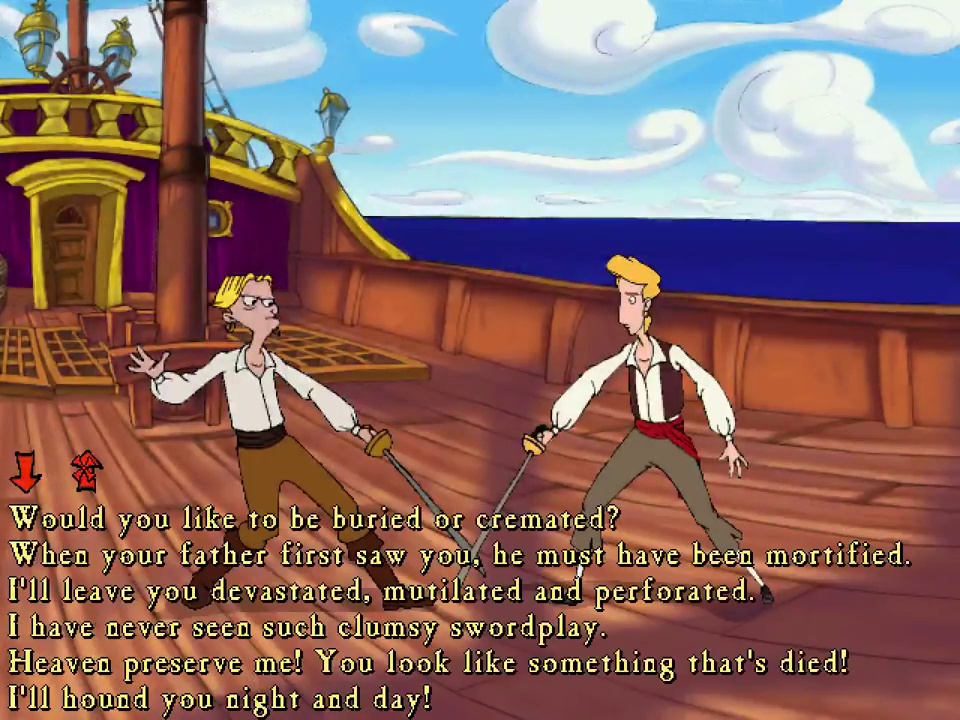 Would you like to be buried or cremated?
When your father first saw you, he must have been mortified.
I'll leave you devastated, mutilated and perforated.
I have never seen such clumsy swordplay.
Heaven preserve me! You look like something that's died!
I'll hound you night and day!